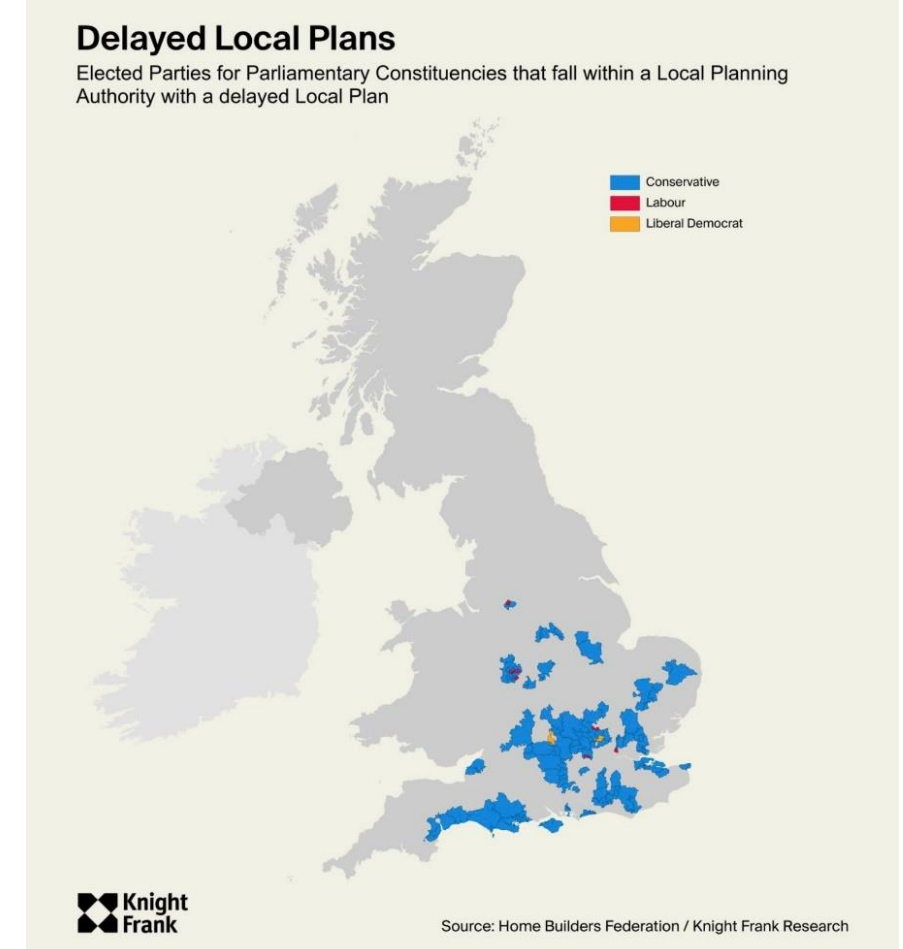 Delayed Local Plans
Elected Parties for Parliamentary Constituencies that fall within a Local Planning
Authority with a delayed Local Plan
Conservative
Labour
Liberal Democrat
Knight
Frank
Source: Home Builders Federation / Knight Frank Research